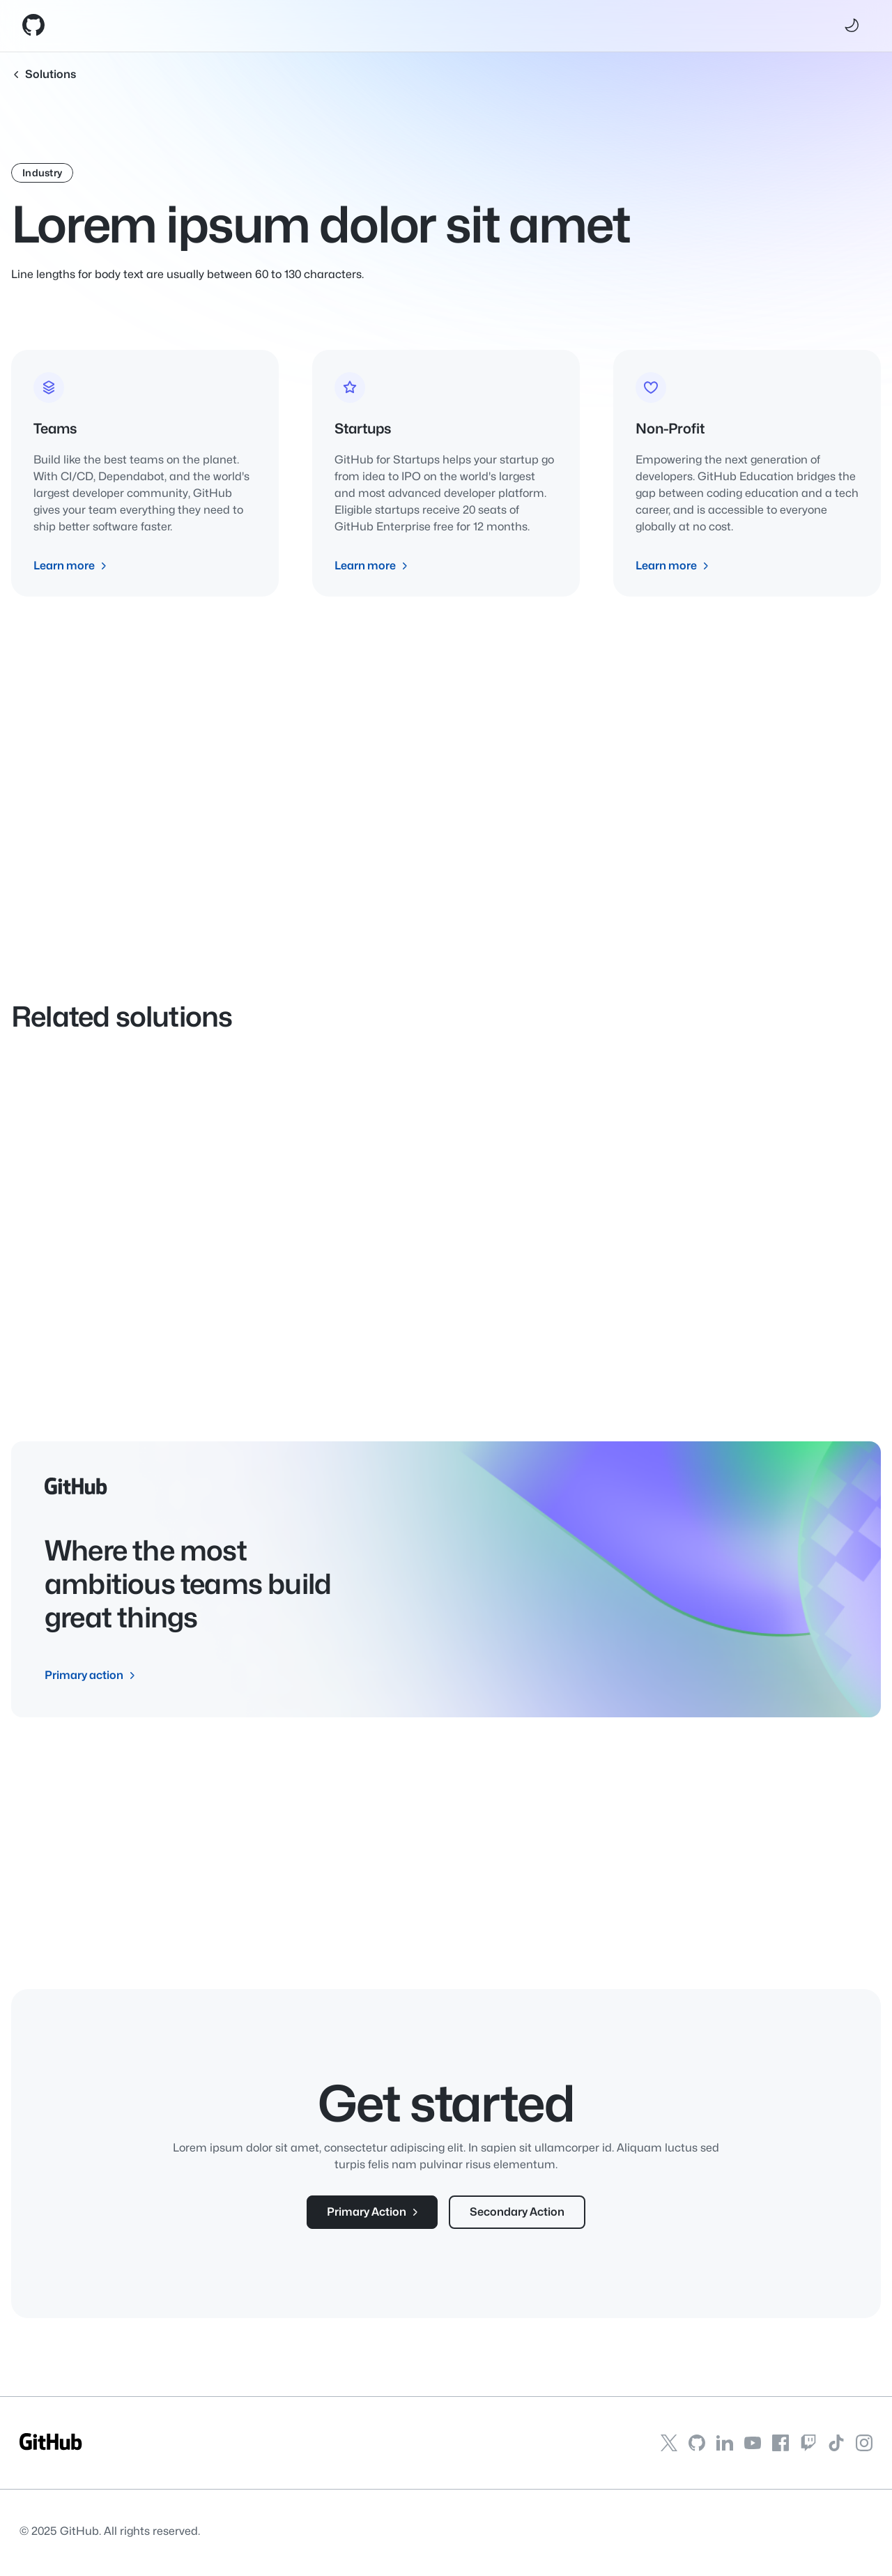 Solutions
Industry
Lorem ipsum dolor sit amet
Line lengths for body text are usually between 60 to 130 characters.
Teams
Build like the best teams on the planet.
With CI/CD, Dependabot, and the world's
largest developer community, GitHub
gives your team everything they need to
ship better software faster.
Learn more
Startups
GitHub for Startups helps your startup go
from idea to IPO on the world's largest
and most advanced developer platform.
Eligible startups receive 20 seats of
GitHub Enterprise free for 12 months.
Learn more
Non-Profit
Empowering the next generation of
developers. GitHub Education bridges the
gap between coding education and a tech
career, and is accessible to everyone
globally at no cost.
Learn more
Related solutions
GitHub
Where the most
ambitious teams build
great things
Primary action
Get started
Lorem ipsum dolor sit amet, consectetur adipiscing elit. In sapien sit ullamcorper id. Aliquam luctus sed
turpis felis nam pulvinar risus elementum.
Primary Action
Secondary Action
GitHub
© 2025 GitHub. All rights reserved.